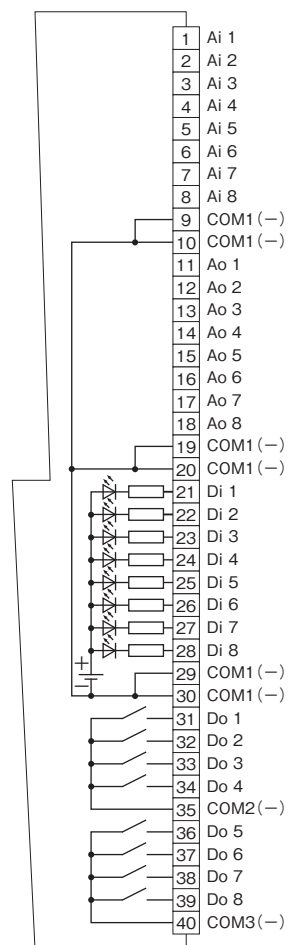 1 Ai 1
2 Ai 2
3 Ai 3
4 Ai 4
5 Ai 5
6 Ai 6
7 Ai 7
8 Ai 8
9 COM1(−)
10 COM1(−)
11 Ao 1
12 Ao 2
13 Ao 3
14 Ao 4
15 Ao 5
16 Ao 6
17 Ao 7
18 Ao 8
19 COM1(−)
20 COM1(−)
21 Di 1
22 Di 2
23 Di 3
24 Di 4
25 Di 5
26 Di 6
27 Di 7
28 Di 8
+
29 COM1(−)
−
30 COM1(−)
31 Do 1
32 Do 2
33 Do 3
34 Do 4
35 COM2(−)
36 Do 5
37 Do 6
38 Do 7
39 Do 8
40 COM3(−)